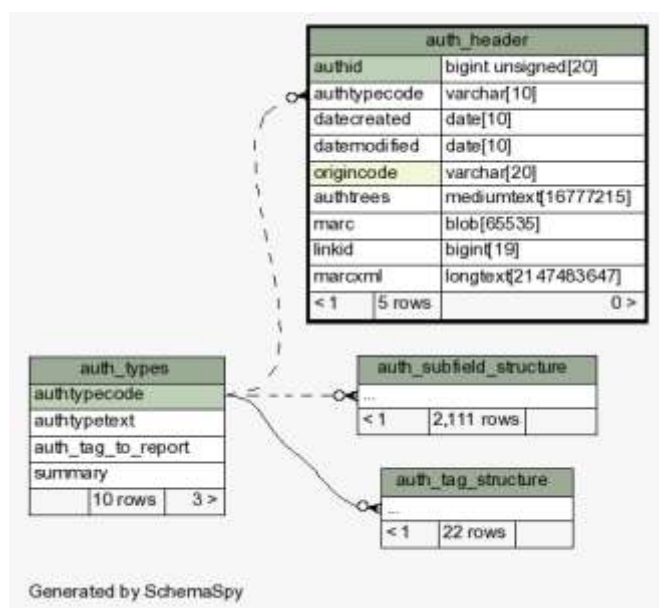 auth_header
authid bigint unsigned[20]
authtypecode varchar[10]
datecreated date[10]
datemodified date[10]
origincode varchar[20]
authtrees mediumtext[16777215]
marc blob[65535]
linkid bigint[19]
marcxml longtext[2147483647]
< 1 5 rows 0 >
auth_types
authtypecode
authtypetext
auth_tag_to_report
summary
10 rows 3 >
auth_subfield_structure
...
< 1 2,111 rows
auth_tag_structure
...
< 1 22 rows
Generated by SchemaSpy